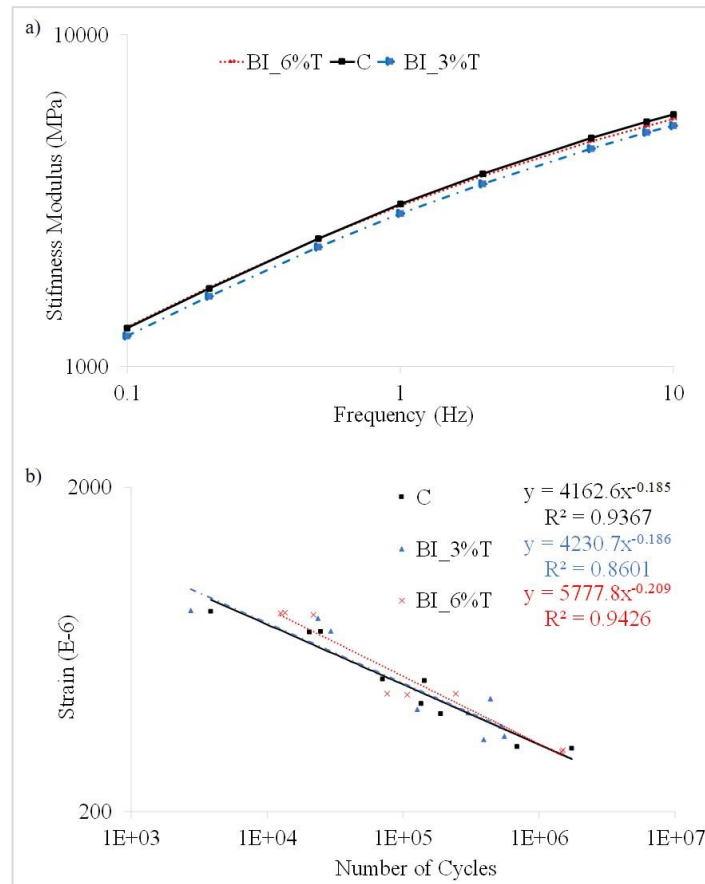 a)
10000
BI_6%T C BI_3%T
Stifnness Modulus (MPa)
1000
0.1 1 10
Frequency (Hz)
b)
2000
C y = 4162.6x^-0.185
R² = 0.9367
BI_3%T y = 4230.7x^-0.186
R² = 0.8601
BI_6%T y = 5777.8x^-0.209
R² = 0.9426
Strain (E-6)
200
1E+03 1E+04 1E+05 1E+06 1E+07
Number of Cycles